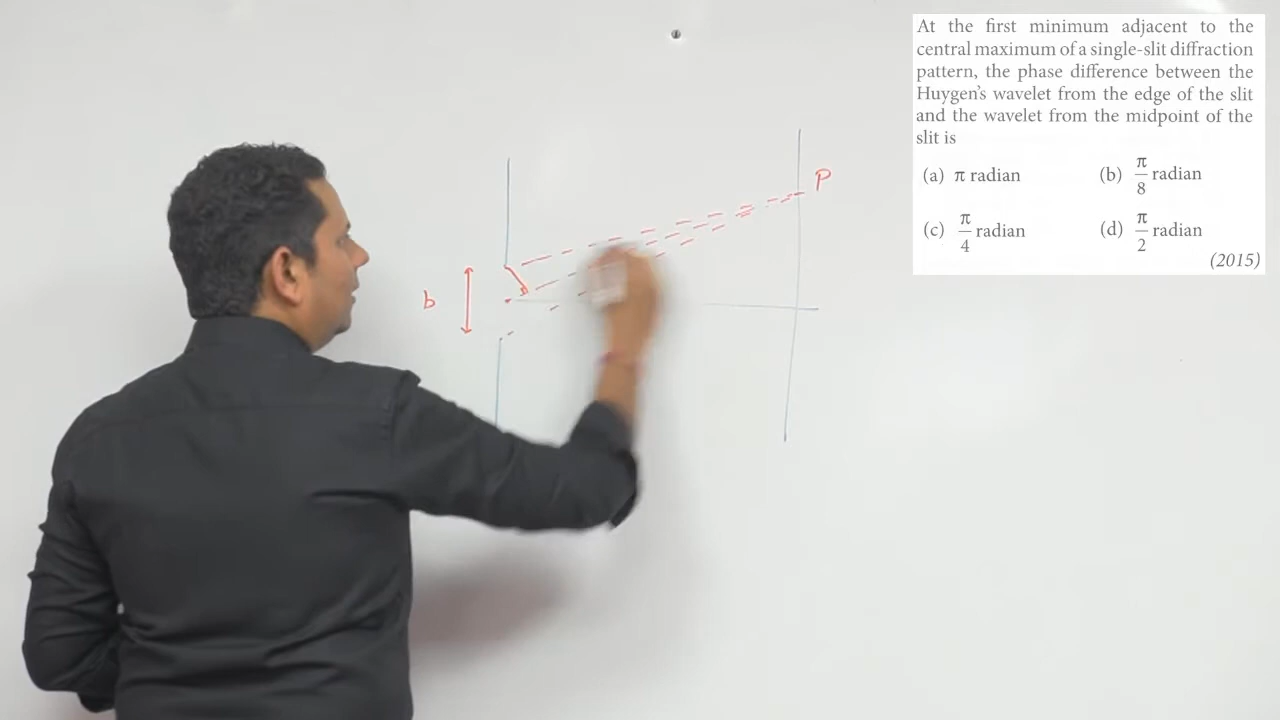 At the first minimum adjacent to the
central maximum of a single-slit diffraction
pattern, the phase difference between the
Huygen's wavelet from the edge of the slit
and the wavelet from the midpoint of the
slit is
(a) π radian (b) π/8 radian
(c) π/4 radian (d) π/2 radian
(2015)
P
b